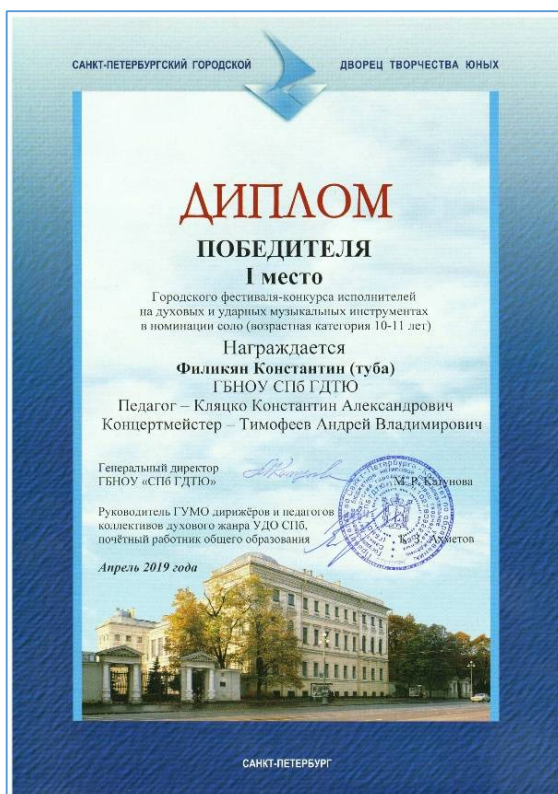 САНКТ-ПЕТЕРБУРГСКИЙ ГОРОДСКОЙ ДВОРЕЦ ТВОРЧЕСТВА ЮНЫХ
ДИПЛОМ
ПОБЕДИТЕЛЯ
I место
Городского фестиваля-конкурса исполнителей
на духовых и ударных музыкальных инструментах
в номинации соло (возрастная категория 10-11 лет)
Награждается
Филикян Константин (туба)
ГБНОУ СПб ГДТЮ
Педагог – Кляцко Константин Александрович
Концертмейстер – Тимофеев Андрей Владимирович
Генеральный директор
ГБНОУ «СПб ГДТЮ» М. Р. Катунова
Руководитель ГУМО дирижёров и педагогов
коллективов духового жанра УДО СПб,
почётный работник общего образования К. З. Ахметов
Апрель 2019 года
САНКТ-ПЕТЕРБУРГ